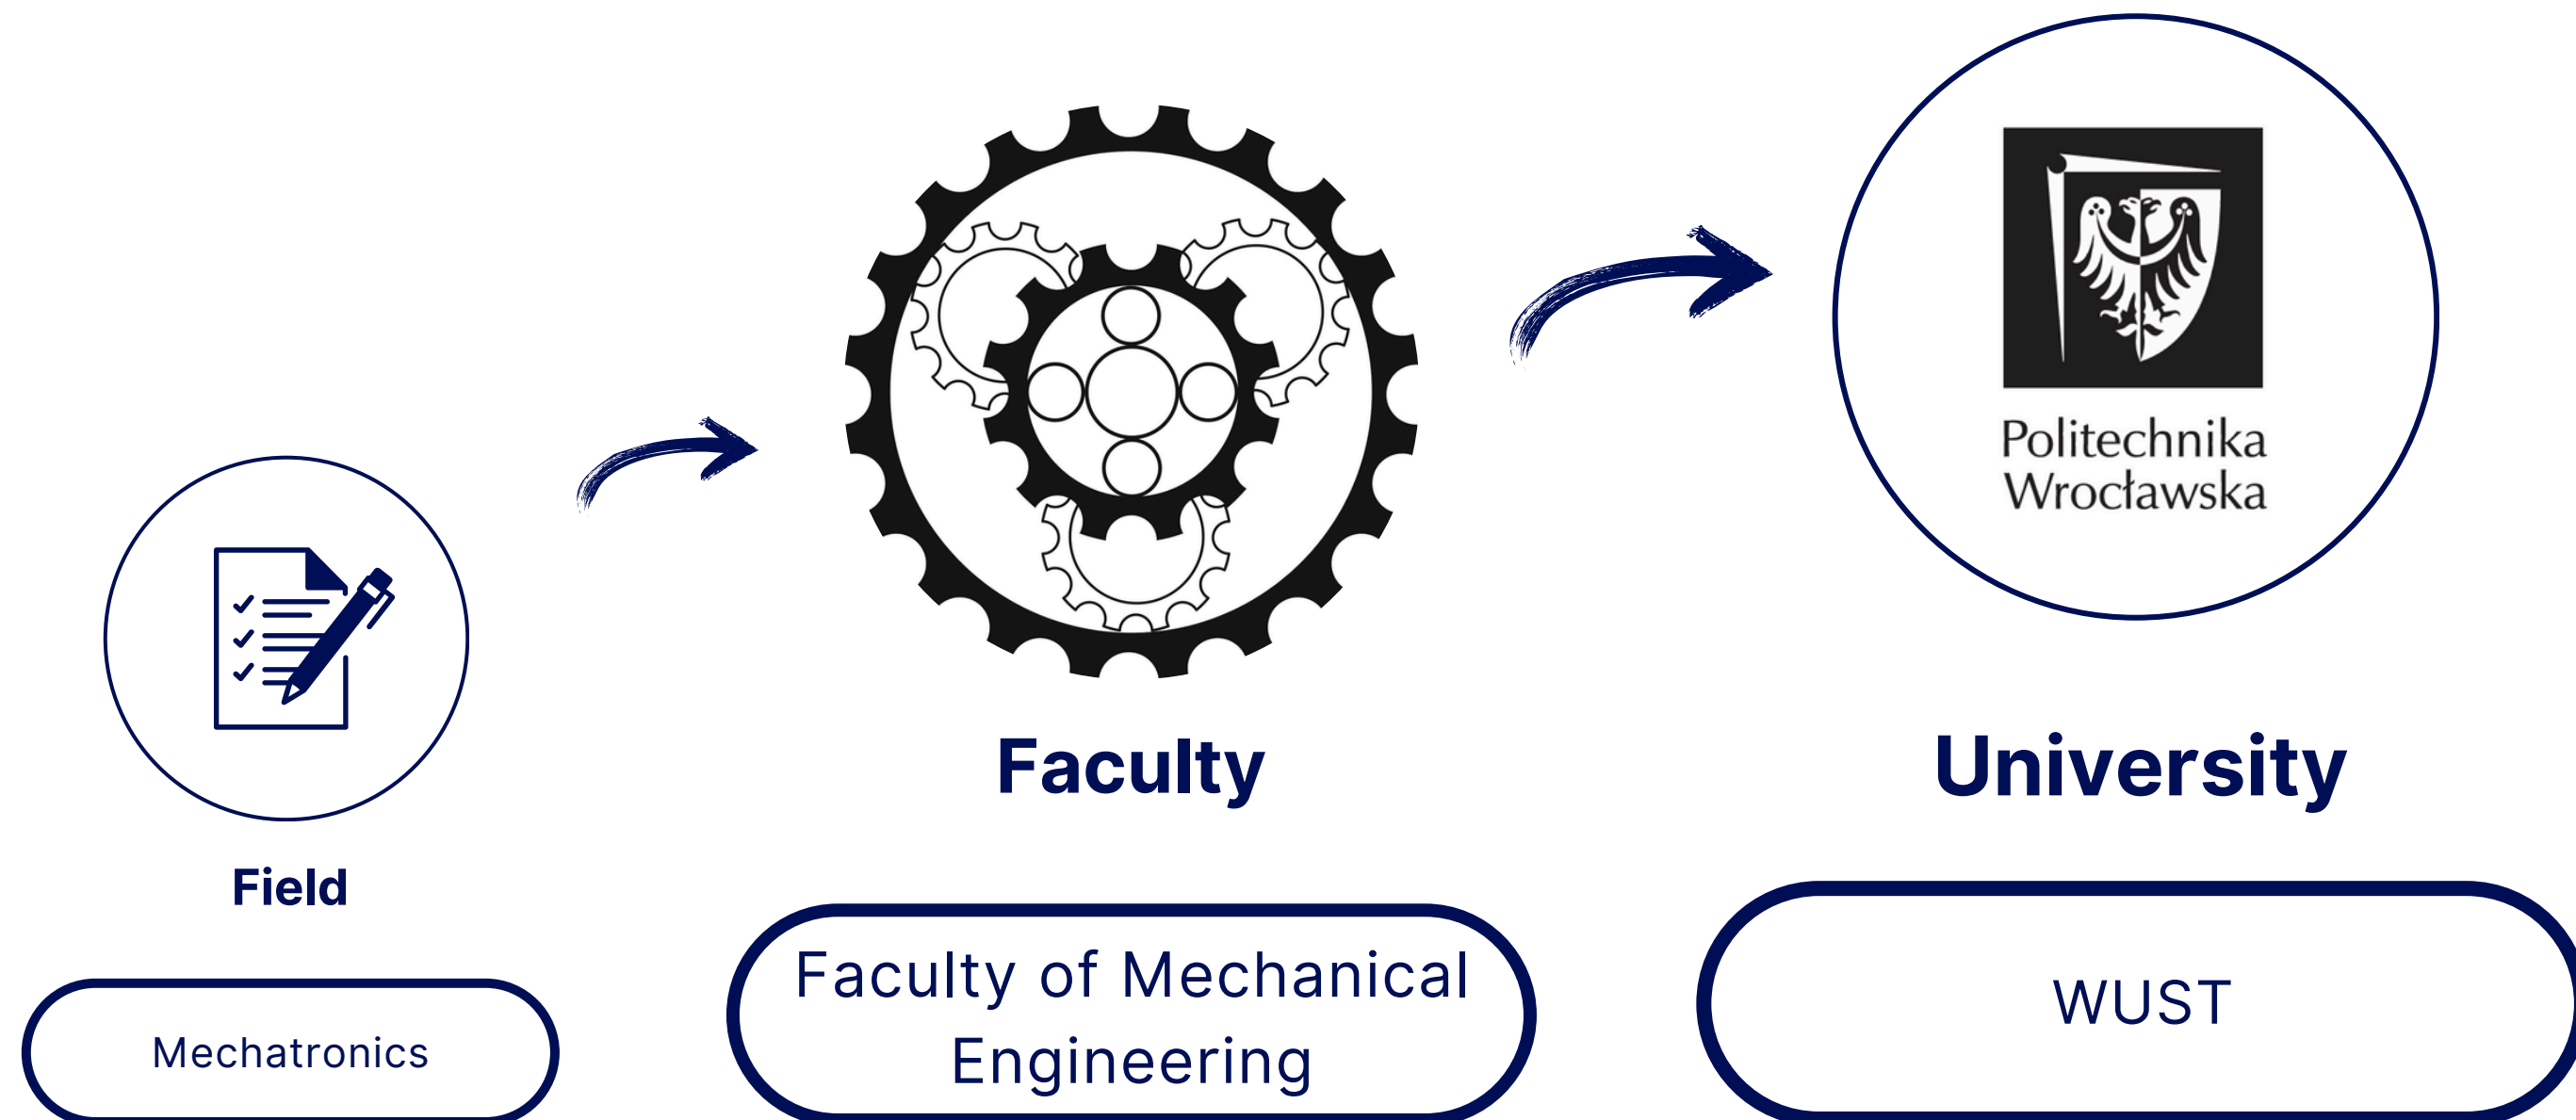 Politechnika
Wrocławska
Faculty
University
Field
Faculty of Mechanical
Engineering
WUST
Mechatronics